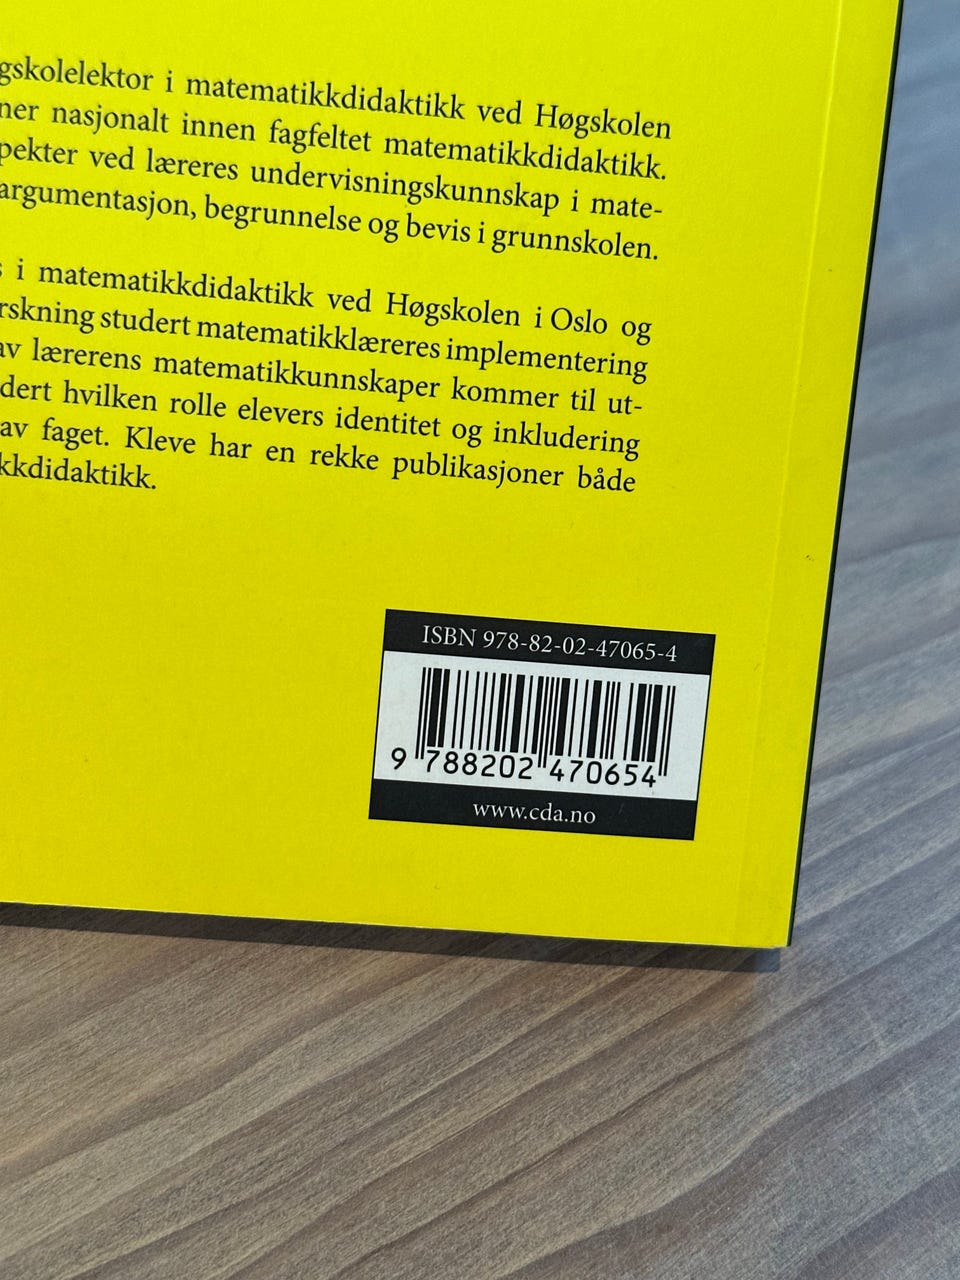 gskolelektor i matematikkdidaktikk ved Høgskolen
ner nasjonalt innen fagfeltet matematikkdidaktikk.
pekter ved læreres undervisningskunnskap i mate-
argumentasjon, begrunnelse og bevis i grunnskolen.
s i matematikkdidaktikk ved Høgskolen i Oslo og
rskning studert matematikklæreres implementering
av lærerens matematikkunnskaper kommer til ut-
dert hvilken rolle elevers identitet og inkludering
av faget. Kleve har en rekke publikasjoner både
kkdidaktikk.
ISBN 978-82-02-47065-4
9 788202 470654
www.cda.no